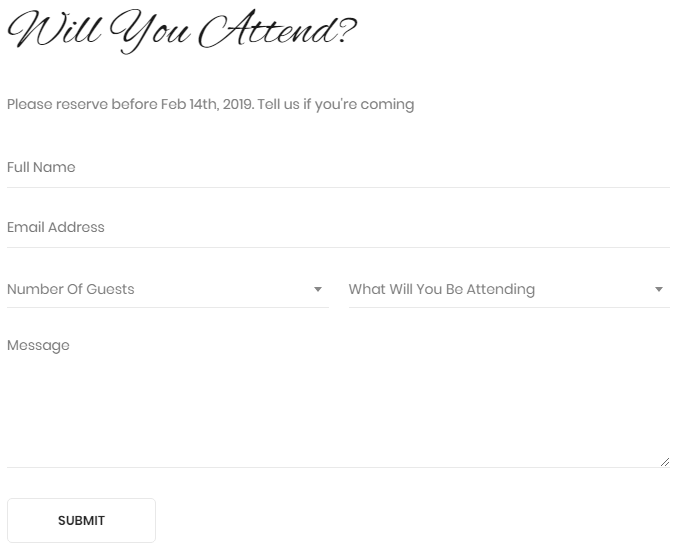 Will You Attend?
Please reserve before Feb 14th, 2019. Tell us if you're coming
Full Name
Email Address
Number Of Guests
What Will You Be Attending
Message
SUBMIT